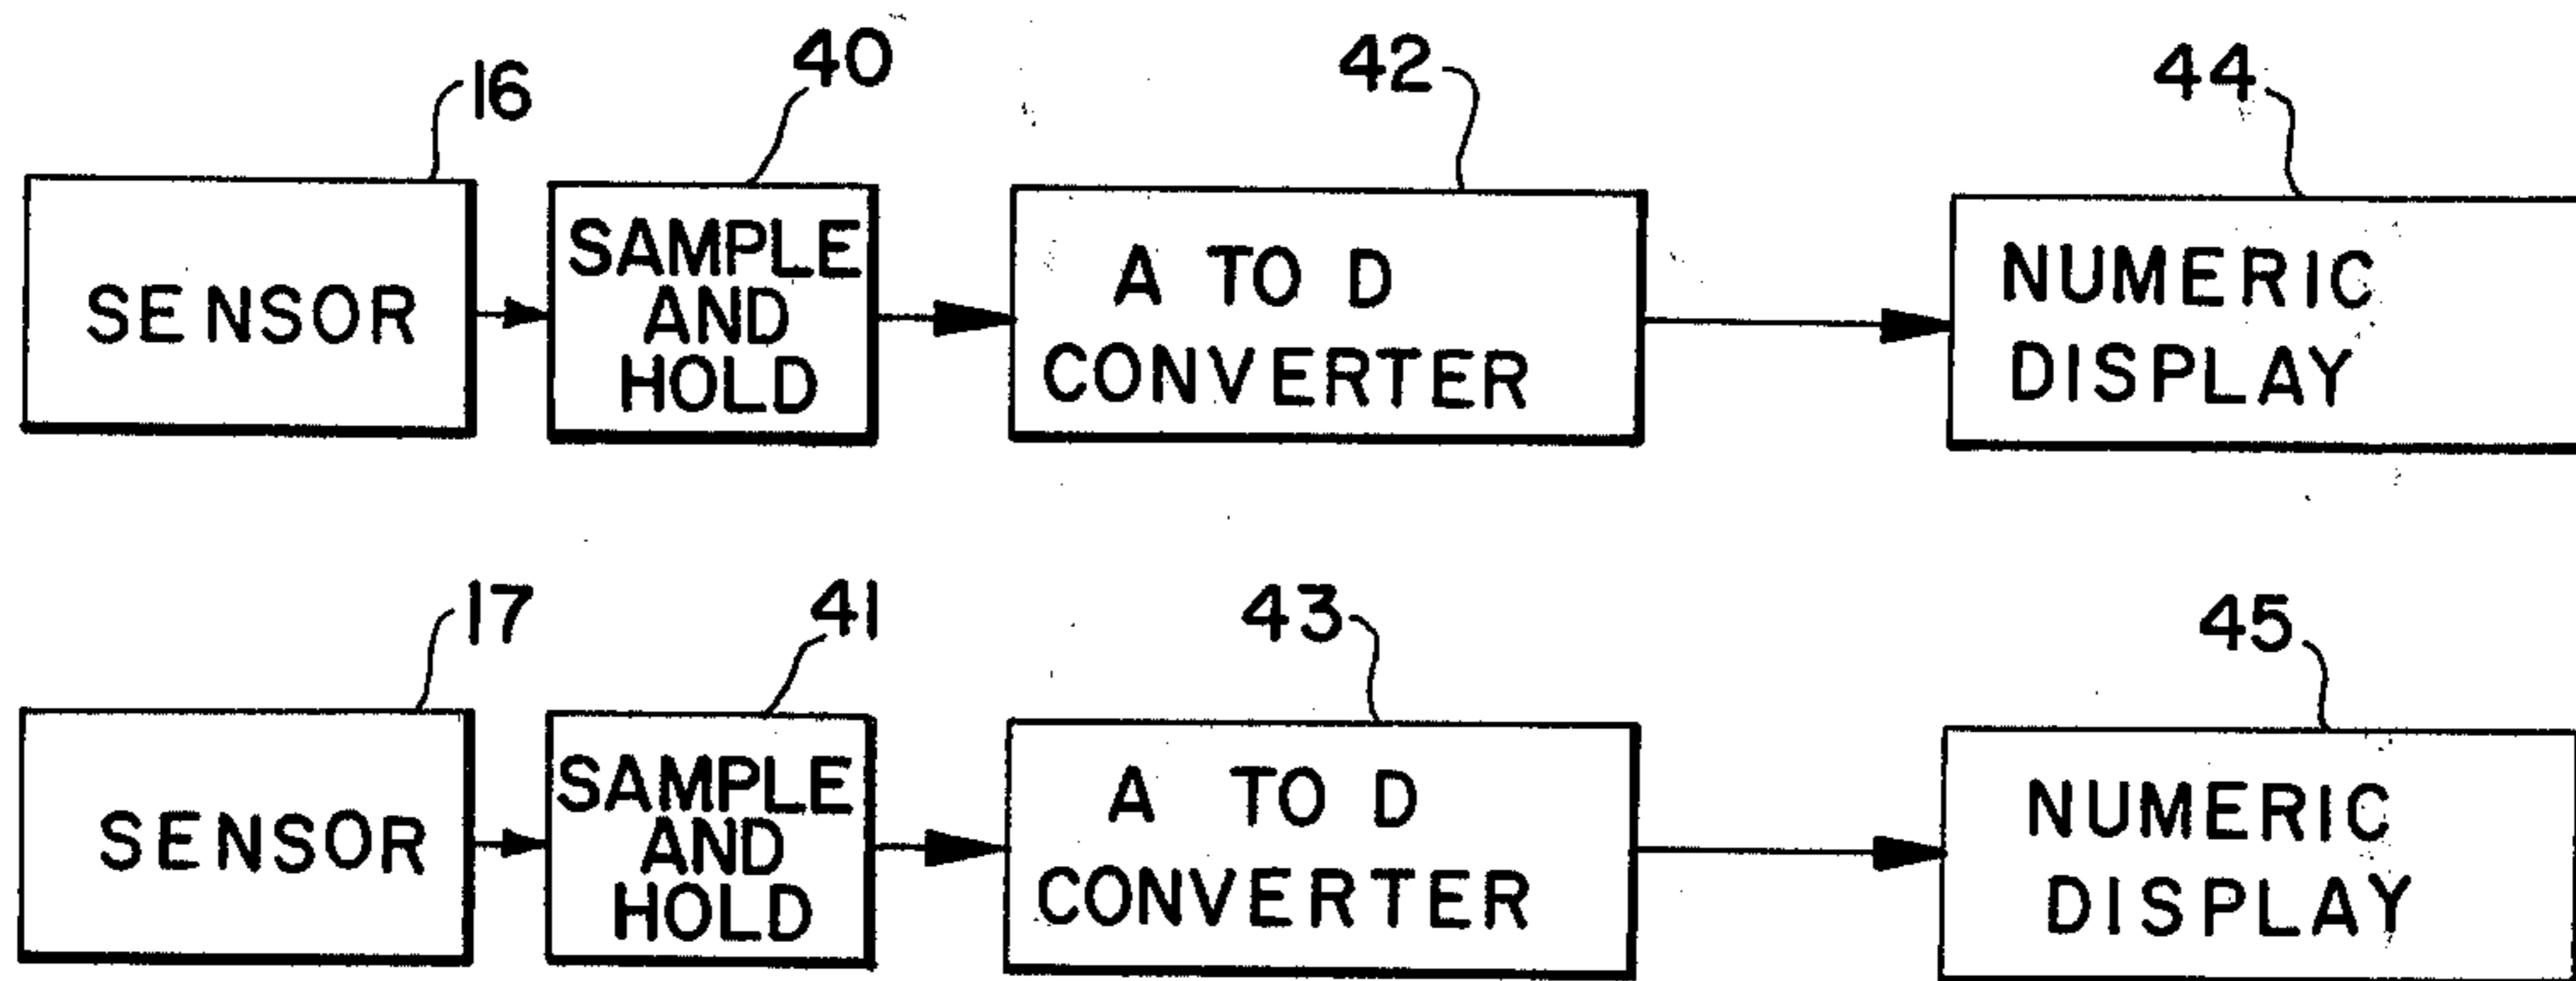 16
40
42
44
SENSOR
SAMPLE
AND
HOLD
A TO D
CONVERTER
NUMERIC
DISPLAY
17
41
43
45
SENSOR
SAMPLE
AND
HOLD
A TO D
CONVERTER
NUMERIC
DISPLAY